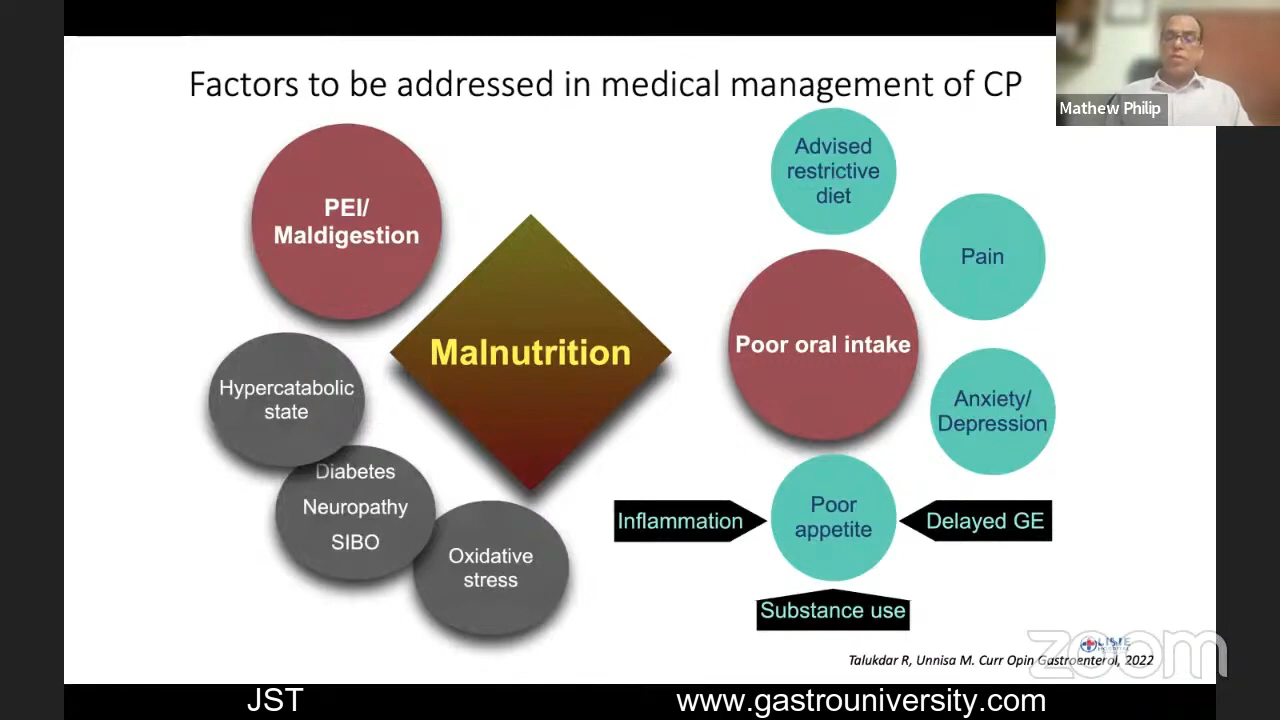 Factors to be addressed in medical management of CP
Mathew Philip
PEI/
Maldigestion
Malnutrition
Hypercatabolic
state
Diabetes
Neuropathy
SIBO
Oxidative
stress
Advised
restrictive
diet
Pain
Poor oral intake
Anxiety/
Depression
Poor
appetite
Inflammation
Delayed GE
Substance use
LISIE
HOSPITAL
zoom
Talukdar R, Unnisa M. Curr Opin Gastroenterol, 2022
JST
www.gastrouniversity.com